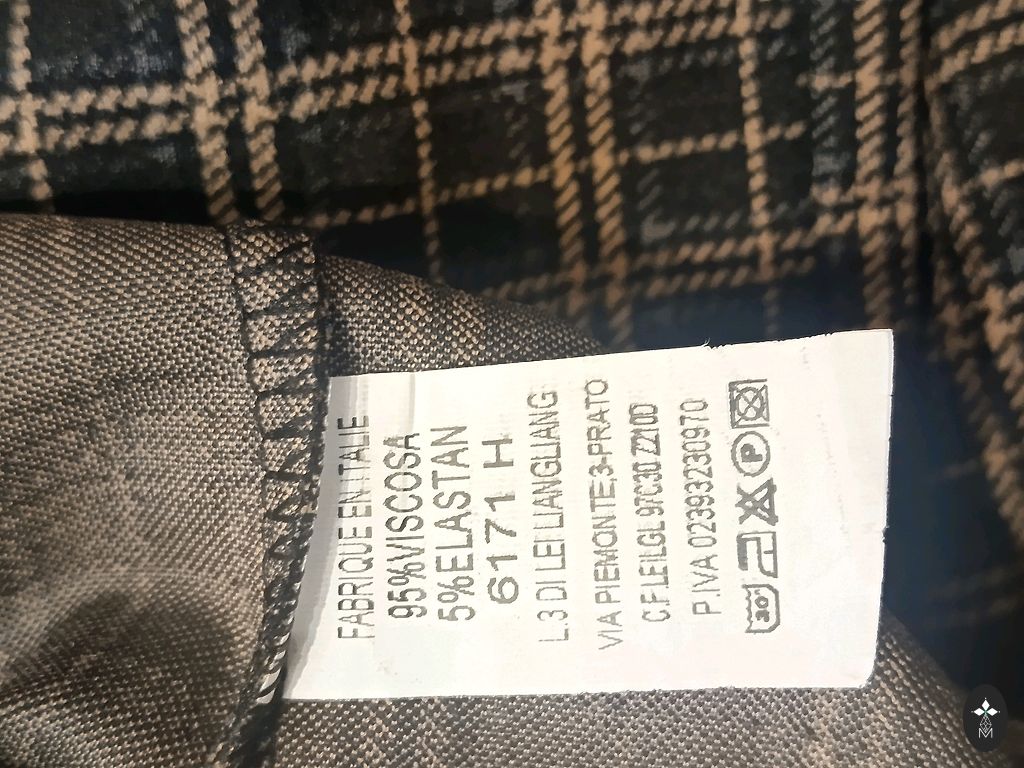 FABRIQUE EN ITALIE
95%VISCOSA
5%ELASTAN
6171 H
L.3 DI LEI LIANGLIANG
VIA PIEMONTE,3-PRATO
C.F.LEILGL 97C30 Z210D
P.IVA 02393230970
30° P
M